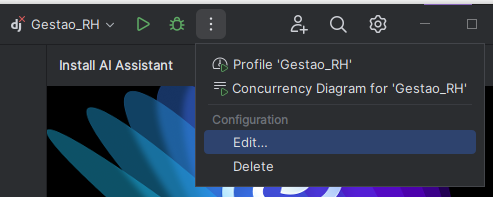 dj Gestao_RH
Install AI Assistant
Profile 'Gestao_RH'
Concurrency Diagram for 'Gestao_RH'
Configuration
Edit...
Delete